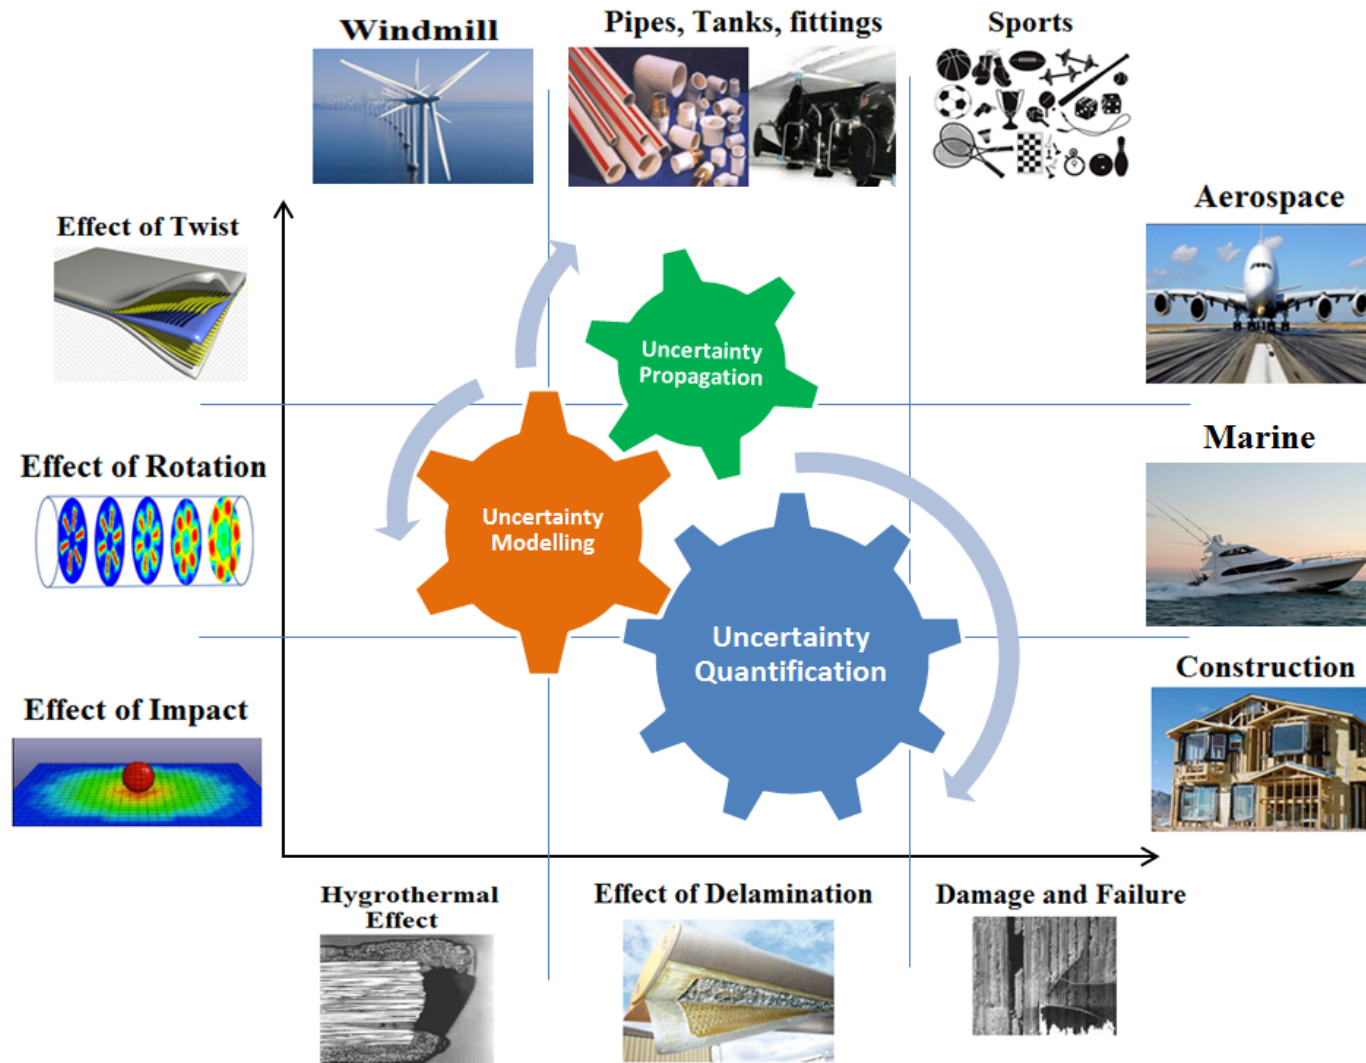 Windmill
Pipes, Tanks, fittings
Sports
Aerospace
Effect of Twist
Uncertainty
Propagation
Marine
Effect of Rotation
Uncertainty
Modelling
Uncertainty
Quantification
Construction
Effect of Impact
Hygrothermal
Effect
Effect of Delamination
Damage and Failure